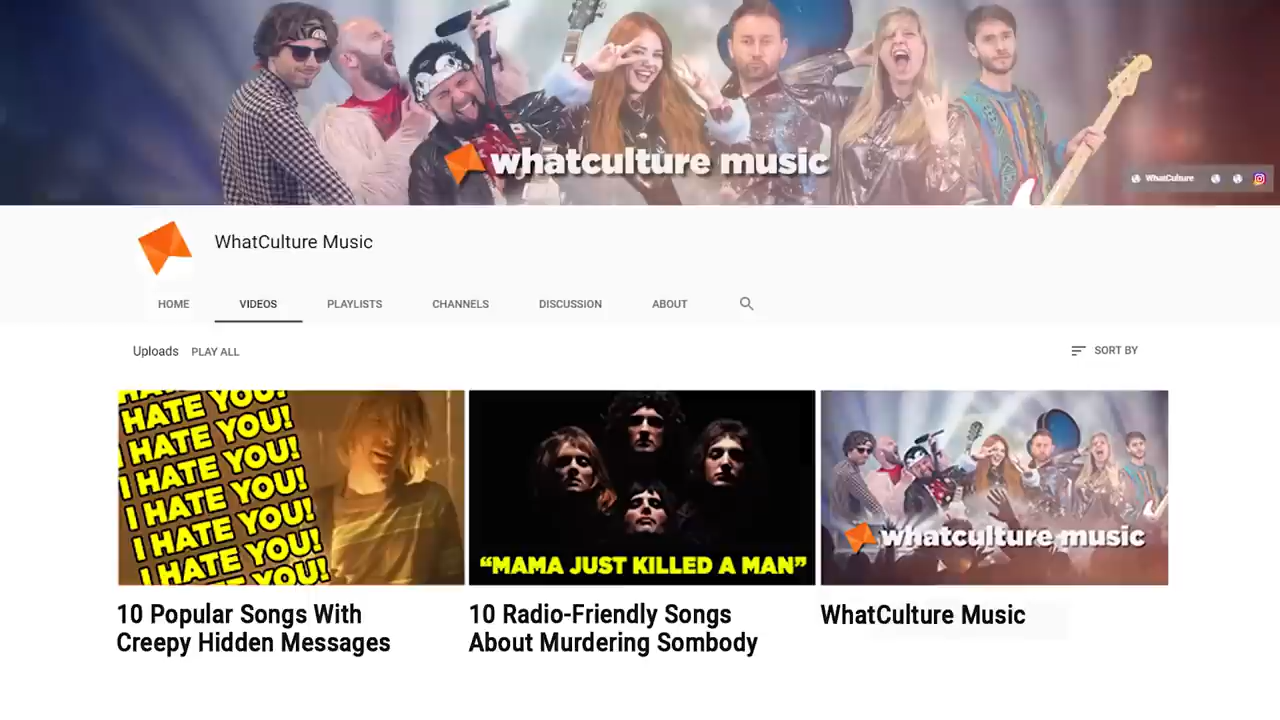 whatculture music
WhatCulture
WhatCulture Music
HOME VIDEOS PLAYLISTS CHANNELS DISCUSSION ABOUT
Uploads PLAY ALL SORT BY
HATE YOU!
I HATE YOU!
I HATE YOU!
I HATE YOU!
I HATE YOU!
I HATE YOU!
I HATE YOU!
YOU!
“MAMA JUST KILLED A MAN”
whatculture music
10 Popular Songs With
Creepy Hidden Messages
10 Radio-Friendly Songs
About Murdering Sombody
WhatCulture Music